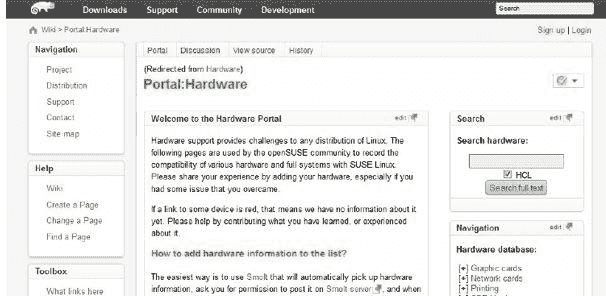 Downloads Support Community Development Search
Wiki > Portal:Hardware
Sign up | Login
Navigation
Project
Distribution
Support
Contact
Site map
Help
Wiki
Create a Page
Change a Page
Find a Page
Toolbox
What links here
Portal Discussion View source History
(Redirected from Hardware)
Portal:Hardware
Welcome to the Hardware Portal edit
Hardware support provides challenges to any distribution of Linux. The
following pages are used by the openSUSE community to record the
compatibility of various hardware and full systems with SUSE Linux.
Please share your experience by adding your hardware, especially if you
had some issue that you overcame.
If a link to some device is red, that means we have no information about it
yet. Please help by contributing what you have learned, or experienced
about it.
How to add hardware information to the list?
The easiest way is to use Smolt that will automatically pick up hardware
information, ask you for permission to post it on Smolt server, and when
Search edit
Search hardware:
HCL
Search full text
Navigation edit
Hardware database:
[+] Graphic cards
[+] Network cards
[+] Printing